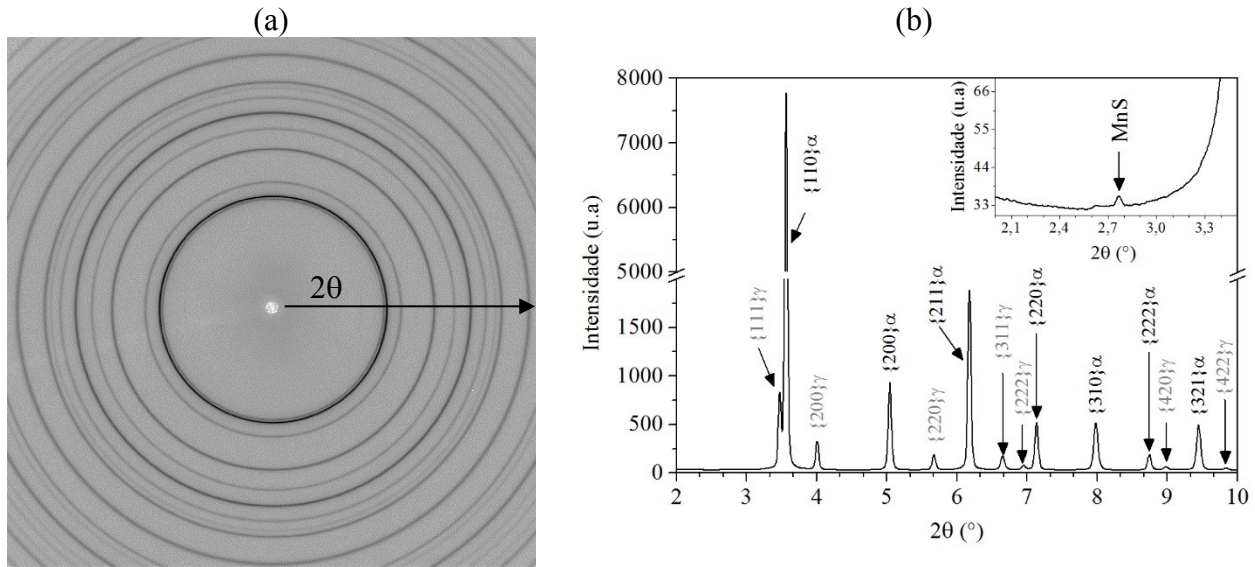 (a)
2θ
(b)
Intensidade (u.a)
8000
7000
6000
5000
1500
1000
500
0
2
3
4
5
6
7
8
9
10
2θ (°)
{111}γ
{110}α
{200}γ
{200}α
{220}γ
{211}α
{311}γ
{222}γ
{220}α
{310}α
{222}α
{420}γ
{321}α
{422}γ
Intensidade (u.a)
66
55
44
33
2,1
2,4
2,7
3,0
3,3
2θ (°)
MnS